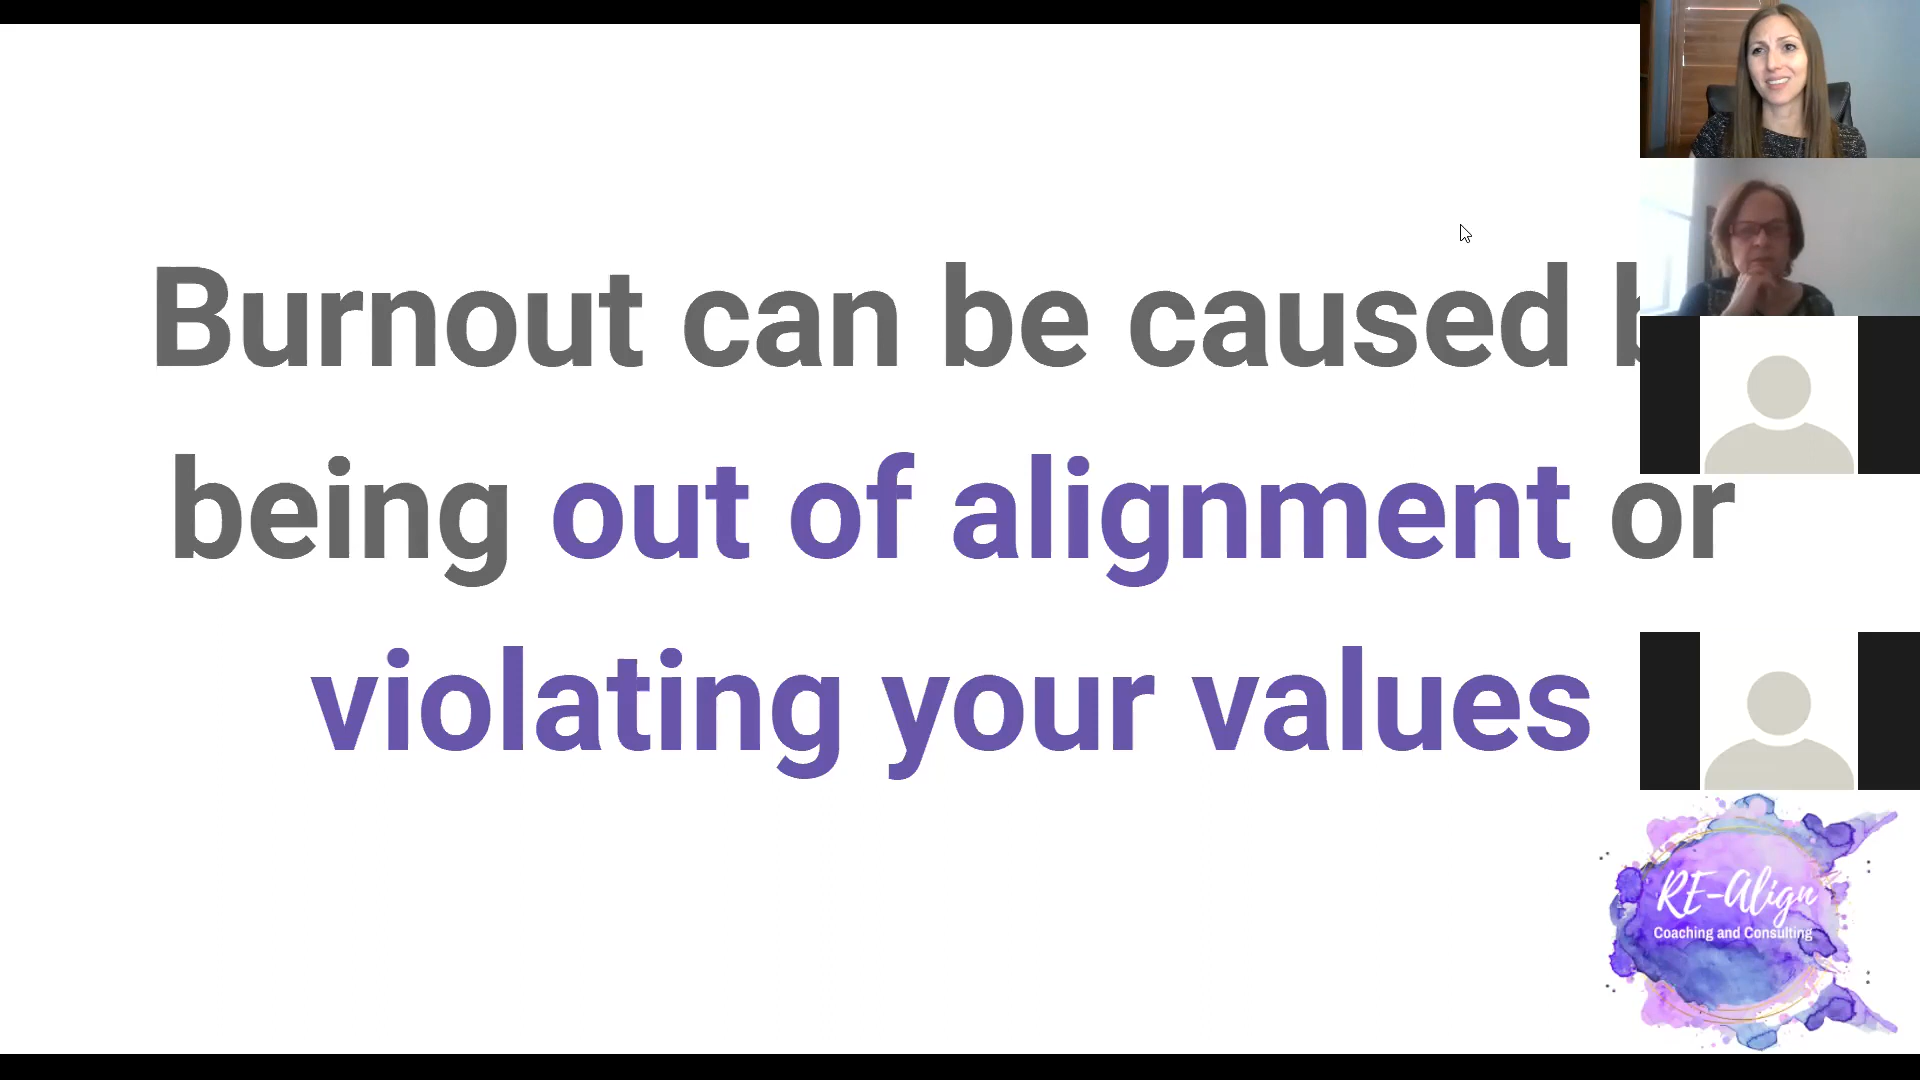 Burnout can be caused
being out of alignment or
violating your values
RE-Align
Coaching and Consulting